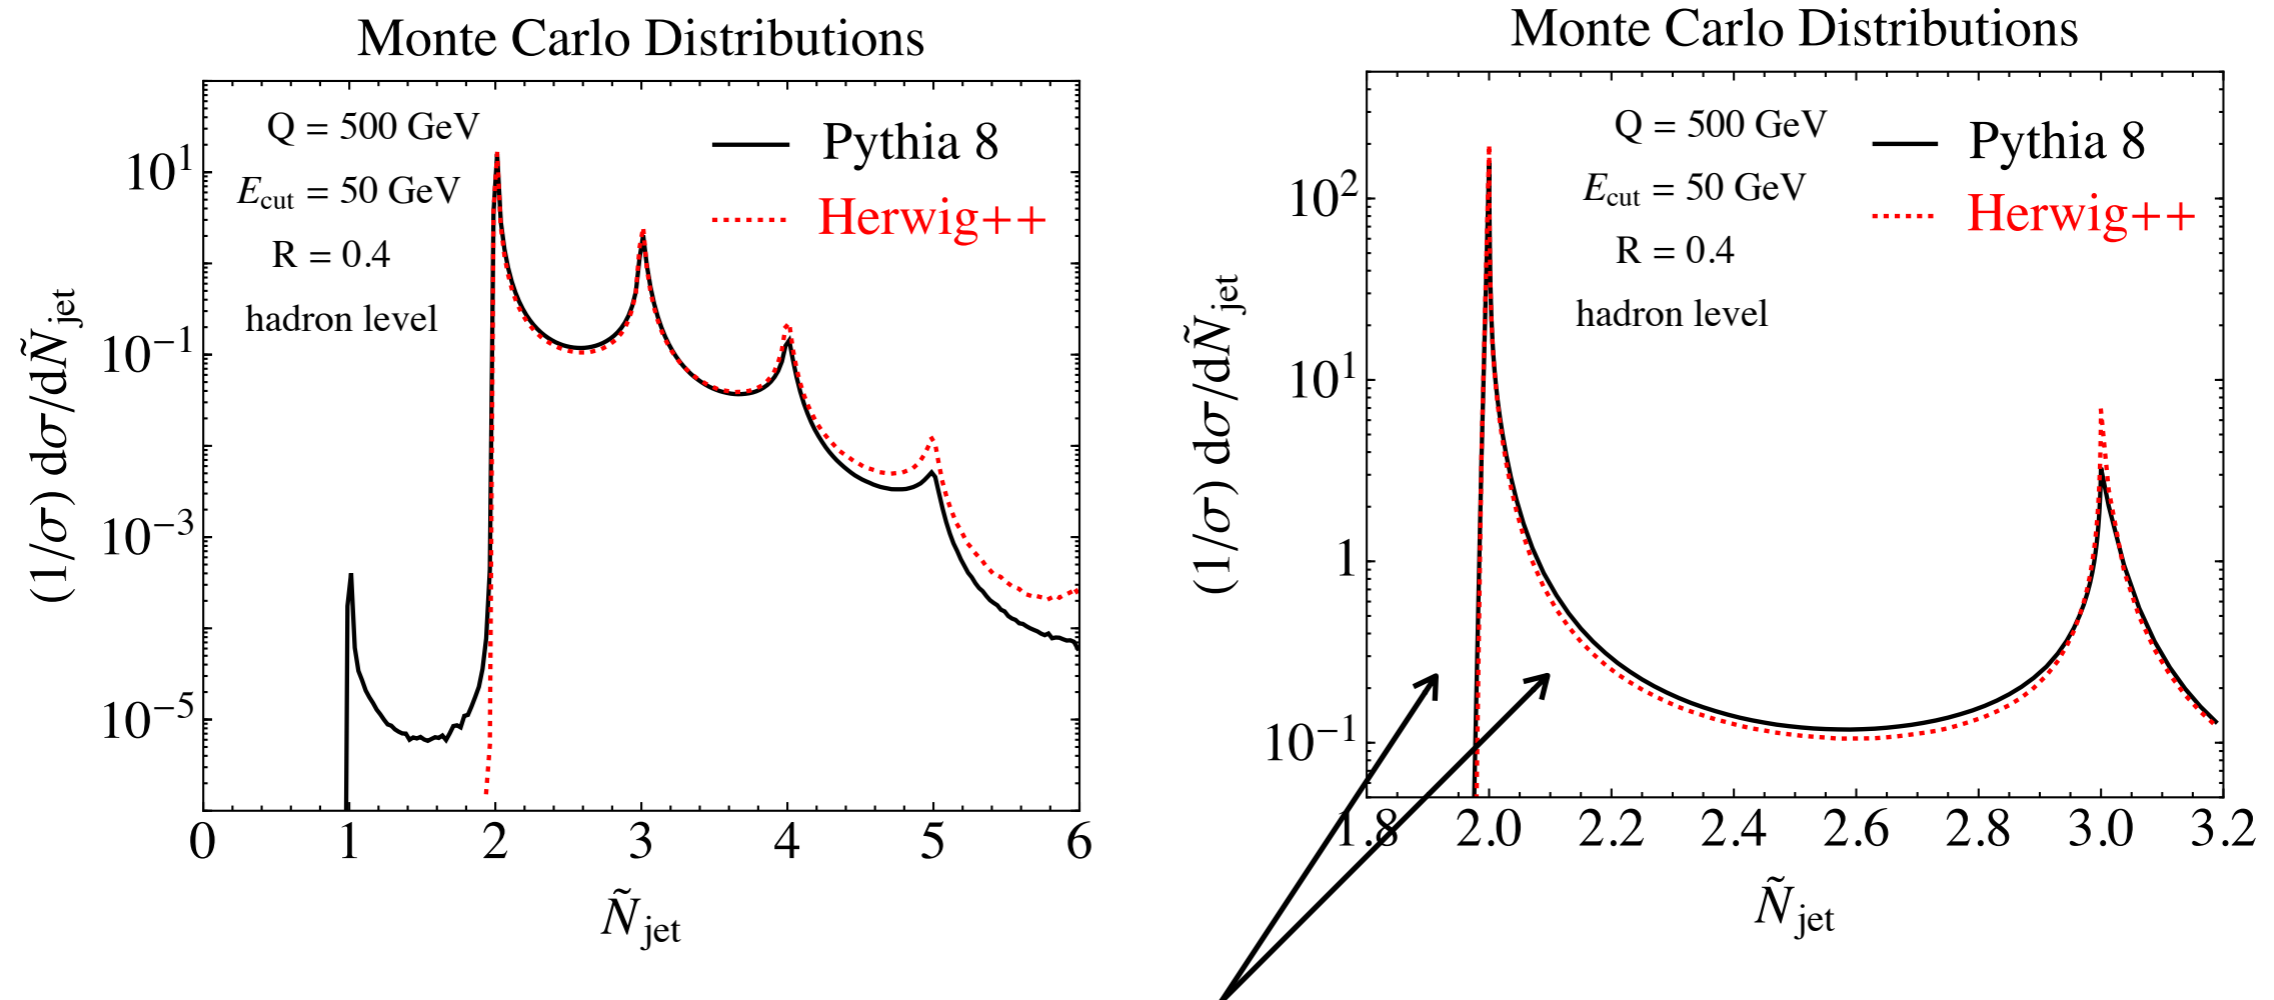 Monte Carlo Distributions
Q = 500 GeV
E_cut = 50 GeV
R = 0.4
hadron level
Pythia 8
Herwig++
(1/σ) dσ/dÑ_jet
10^1
10^−1
10^−3
10^−5
0 1 2 3 4 5 6
Ñ_jet
Monte Carlo Distributions
Q = 500 GeV
E_cut = 50 GeV
R = 0.4
hadron level
Pythia 8
Herwig++
(1/σ) dσ/dÑ_jet
10^2
10^1
1
10^−1
1.8 2.0 2.2 2.4 2.6 2.8 3.0 3.2
Ñ_jet